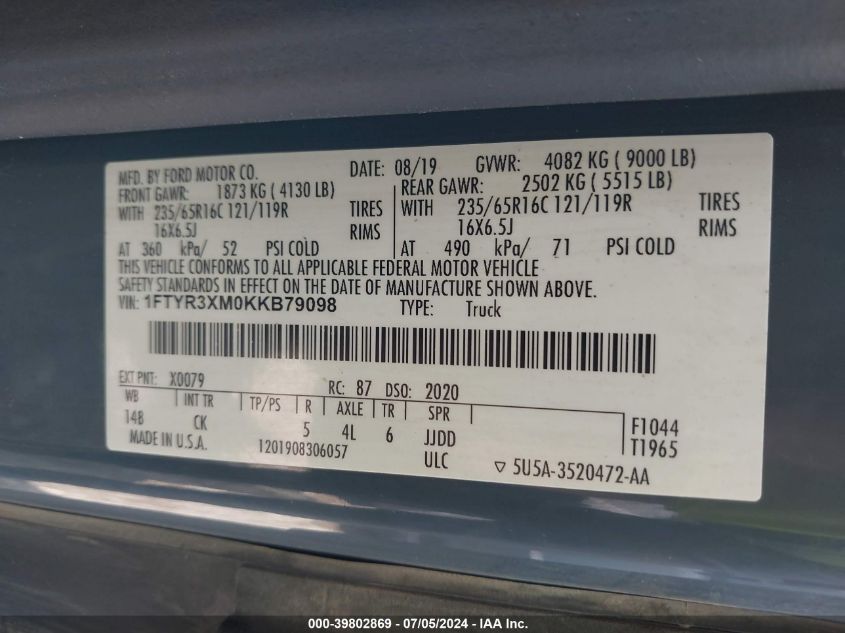 MFD. BY FORD MOTOR CO. DATE: 08/19 GVWR: 4082 KG ( 9000 LB)
FRONT GAWR: 1873 KG ( 4130 LB) REAR GAWR: 2502 KG ( 5515 LB)
WITH 235/65R16C 121/119R TIRES WITH 235/65R16C 121/119R TIRES
16X6.5J RIMS 16X6.5J RIMS
AT 360 kPa/ 52 PSI COLD AT 490 kPa/ 71 PSI COLD
THIS VEHICLE CONFORMS TO ALL APPLICABLE FEDERAL MOTOR VEHICLE
SAFETY STANDARDS IN EFFECT ON THE DATE OF MANUFACTURE SHOWN ABOVE.
VIN: 1FTYR3XM0KKB79098 TYPE: Truck
EXT PNT: X0079 RC: 87 DSO: 2020
WB INT TR TP/PS R AXLE TR SPR F1044
148 CK 5 4L 6 JJDD T1965
MADE IN U.S.A. 1201908306057 ULC ▽ 5U5A-3520472-AA
000-39802869 / 07/05/2024 - IAA Inc.